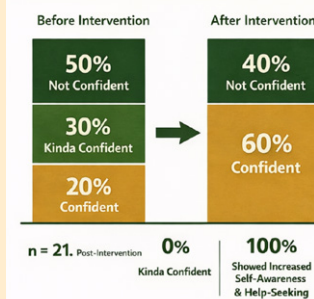 Before Intervention
After Intervention
50%
Not Confident
30%
Kinda Confident
20%
Confident
40%
Not Confident
60%
Confident
n = 21. Post-Intervention
0%
Kinda Confident
100%
Showed Increased
Self-Awareness
& Help-Seeking